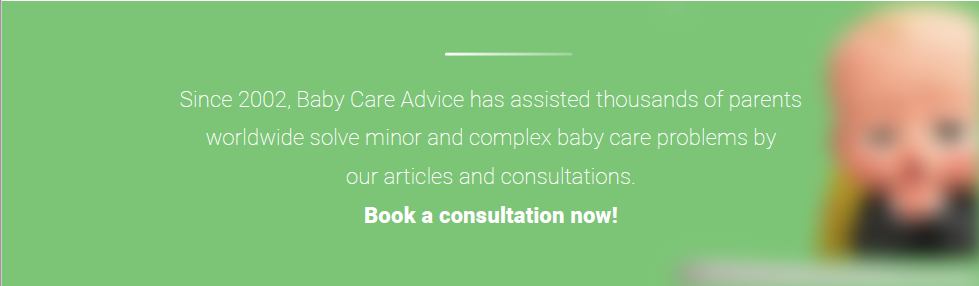 Since 2002, Baby Care Advice has assisted thousands of parents
worldwide solve minor and complex baby care problems by
our articles and consultations.
Book a consultation now!